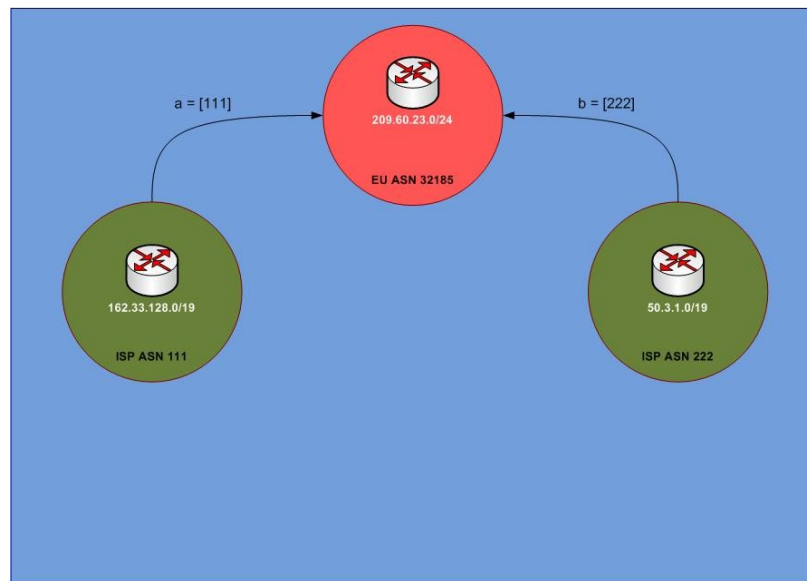 a = [111]
b = [222]
209.60.23.0/24
EU ASN 32185
162.33.128.0/19
ISP ASN 111
50.3.1.0/19
ISP ASN 222